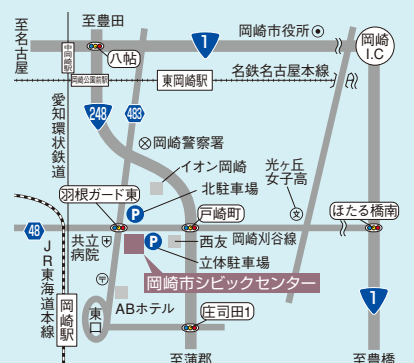 至豊田
至名古屋
中岡崎駅
八帖
1
岡崎市役所
岡崎
I.C
岡崎公園前駅
東岡崎駅
名鉄名古屋本線
愛知環状鉄道
248
483
岡崎警察署
イオン岡崎
光ヶ丘
女子高
文
羽根ガード東
P
北駐車場
戸崎町
ほたる橋南
48
共立
病院
P
西友
岡崎刈谷線
立体駐車場
JR東海道本線
岡崎駅
〒
岡崎市シビックセンター
東口
ABホテル
庄司田1
1
至蒲郡
至豊橋